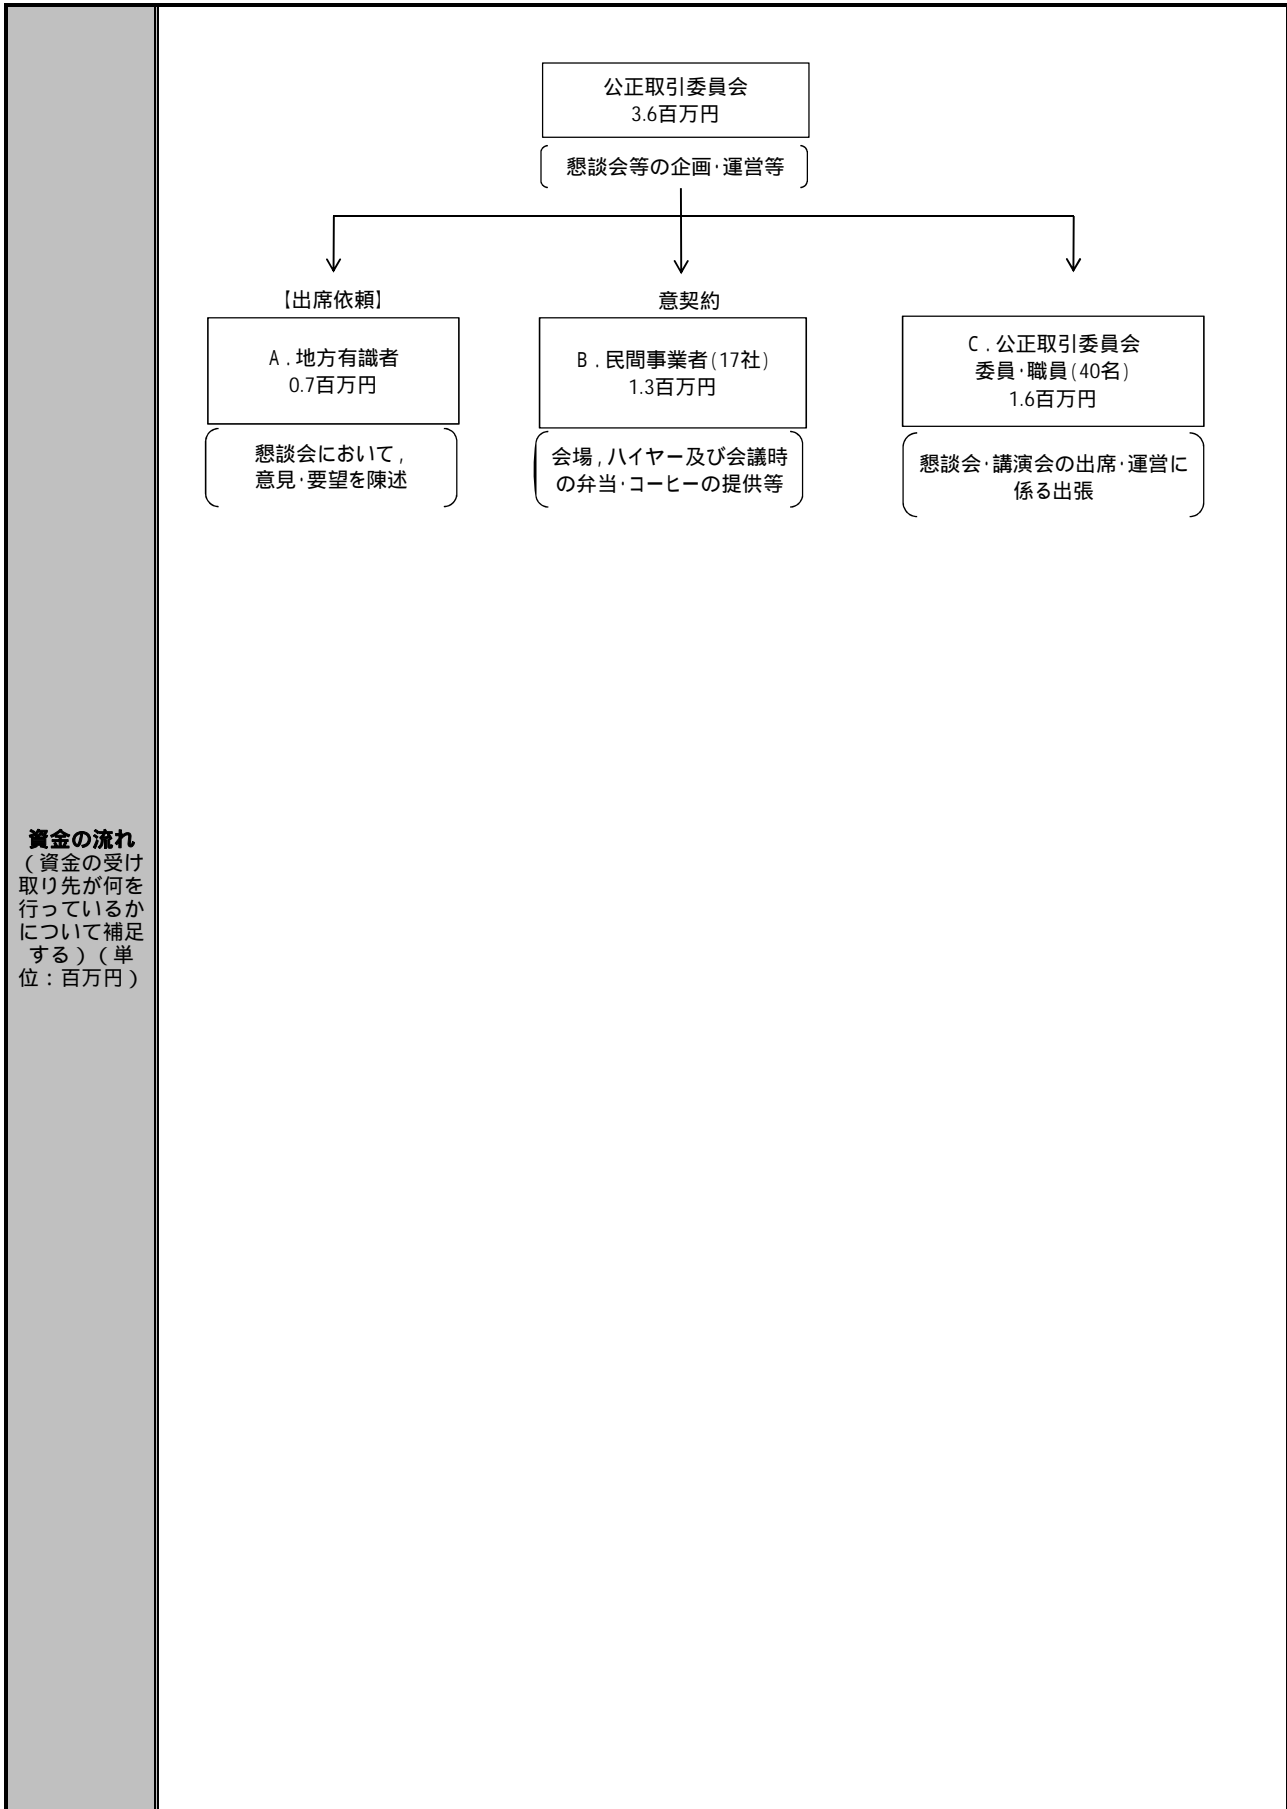 公正取引委員会
3.6百万円
懇談会等の企画・運営等
【出席依頼】
A．地方有識者
0.7百万円
懇談会において，
意見・要望を陳述
意契約
B．民間事業者(17社)
1.3百万円
会場，ハイヤー及び会議時
の弁当・コーヒーの提供等
C．公正取引委員会
委員・職員(40名)
1.6百万円
懇談会・講演会の出席・運営に
係る出張
資金の流れ
（資金の受け
取り先が何を
行っているか
について補足
する）（単
位：百万円）